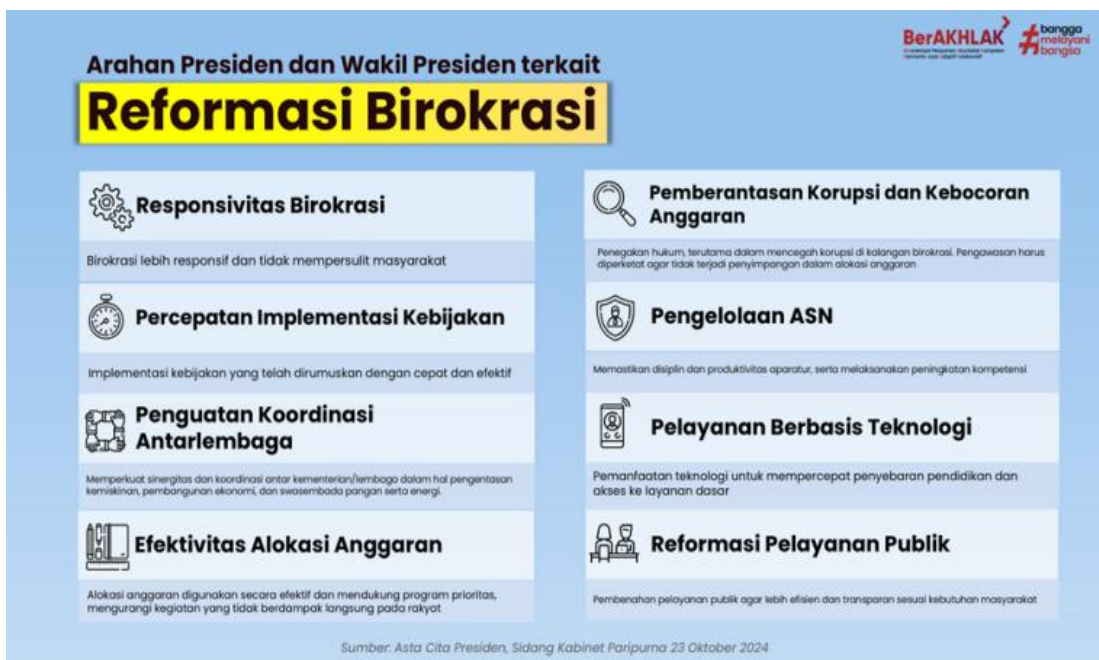 BerAKHLAK
# bangga
melayani
bangsa
Arahan Presiden dan Wakil Presiden terkait
Reformasi Birokrasi
Responsivitas Birokrasi
Birokrasi lebih responsif dan tidak mempersulit masyarakat
Percepatan Implementasi Kebijakan
Implementasi kebijakan yang telah dirumuskan dengan cepat dan efektif
Penguatan Koordinasi
Antarlembaga
Memperkuat sinergitas dan koordinasi antar kementerian/lembaga dalam hal pengentasan
kemiskinan, pembangunan ekonomi, dan swasembada pangan serta energi.
Efektivitas Alokasi Anggaran
Alokasi anggaran digunakan secara efektif dan mendukung program prioritas,
mengurangi kegiatan yang tidak berdampak langsung pada rakyat
Pemberantasan Korupsi dan Kebocoran
Anggaran
Penegakan hukum, terutama dalam mencegah korupsi di kalangan birokrasi. Pengawasan harus
diperketat agar tidak terjadi penyimpangan dalam alokasi anggaran
Pengelolaan ASN
Memastikan disiplin dan produktivitas aparatur, serta melaksanakan peningkatan kompetensi
Pelayanan Berbasis Teknologi
Pemanfaatan teknologi untuk mempercepat penyebaran pendidikan dan
akses ke layanan dasar
Reformasi Pelayanan Publik
Pembenahan pelayanan publik agar lebih efisien dan transparan sesuai kebutuhan masyarakat
Sumber: Asta Cita Presiden, Sidang Kabinet Paripurna 23 Oktober 2024